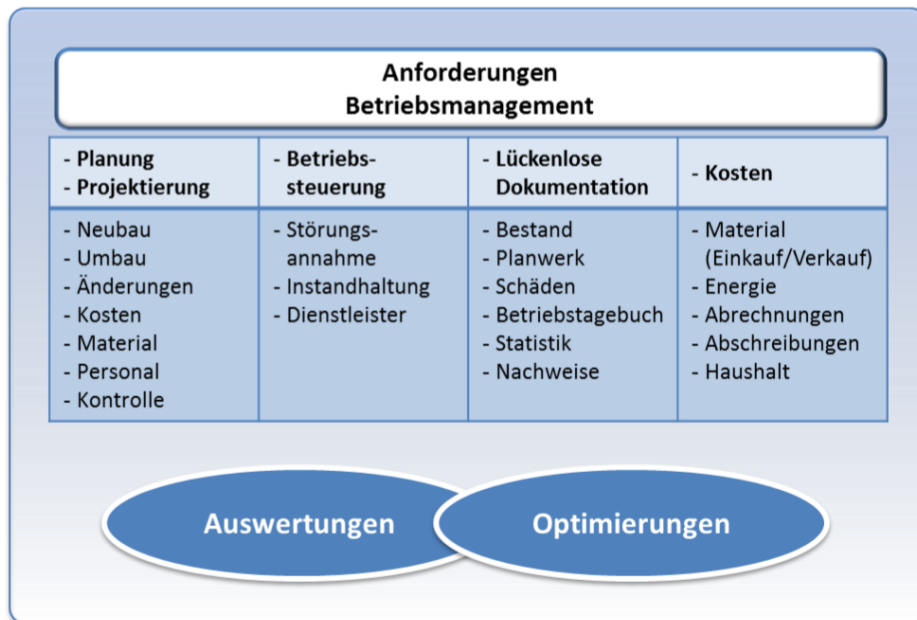 Anforderungen
Betriebsmanagement
- Planung
- Projektierung
- Betriebs-
steuerung
- Lückenlose
Dokumentation
- Kosten
- Neubau
- Umbau
- Änderungen
- Kosten
- Material
- Personal
- Kontrolle
- Störungs-
annahme
- Instandhaltung
- Dienstleister
- Bestand
- Planwerk
- Schäden
- Betriebstagebuch
- Statistik
- Nachweise
- Material
(Einkauf/Verkauf)
- Energie
- Abrechnungen
- Abschreibungen
- Haushalt
Auswertungen
Optimierungen